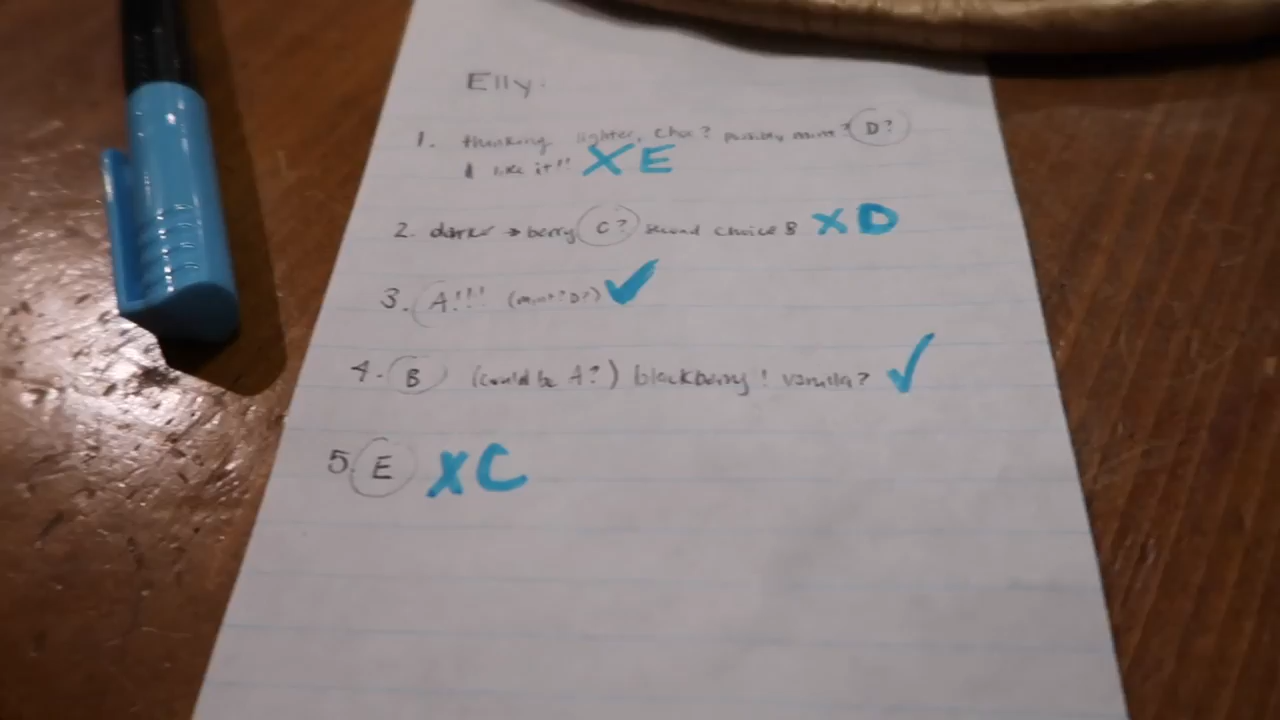 Elly.
1. thinking lighter, choc? possibly mint? D?
I like it!! X E
2. darker → berry C? second choice B X D
3. A!!! (mint? D?) ✓
4. B (could be A?) blackberry! vanilla? ✓
5. E X C